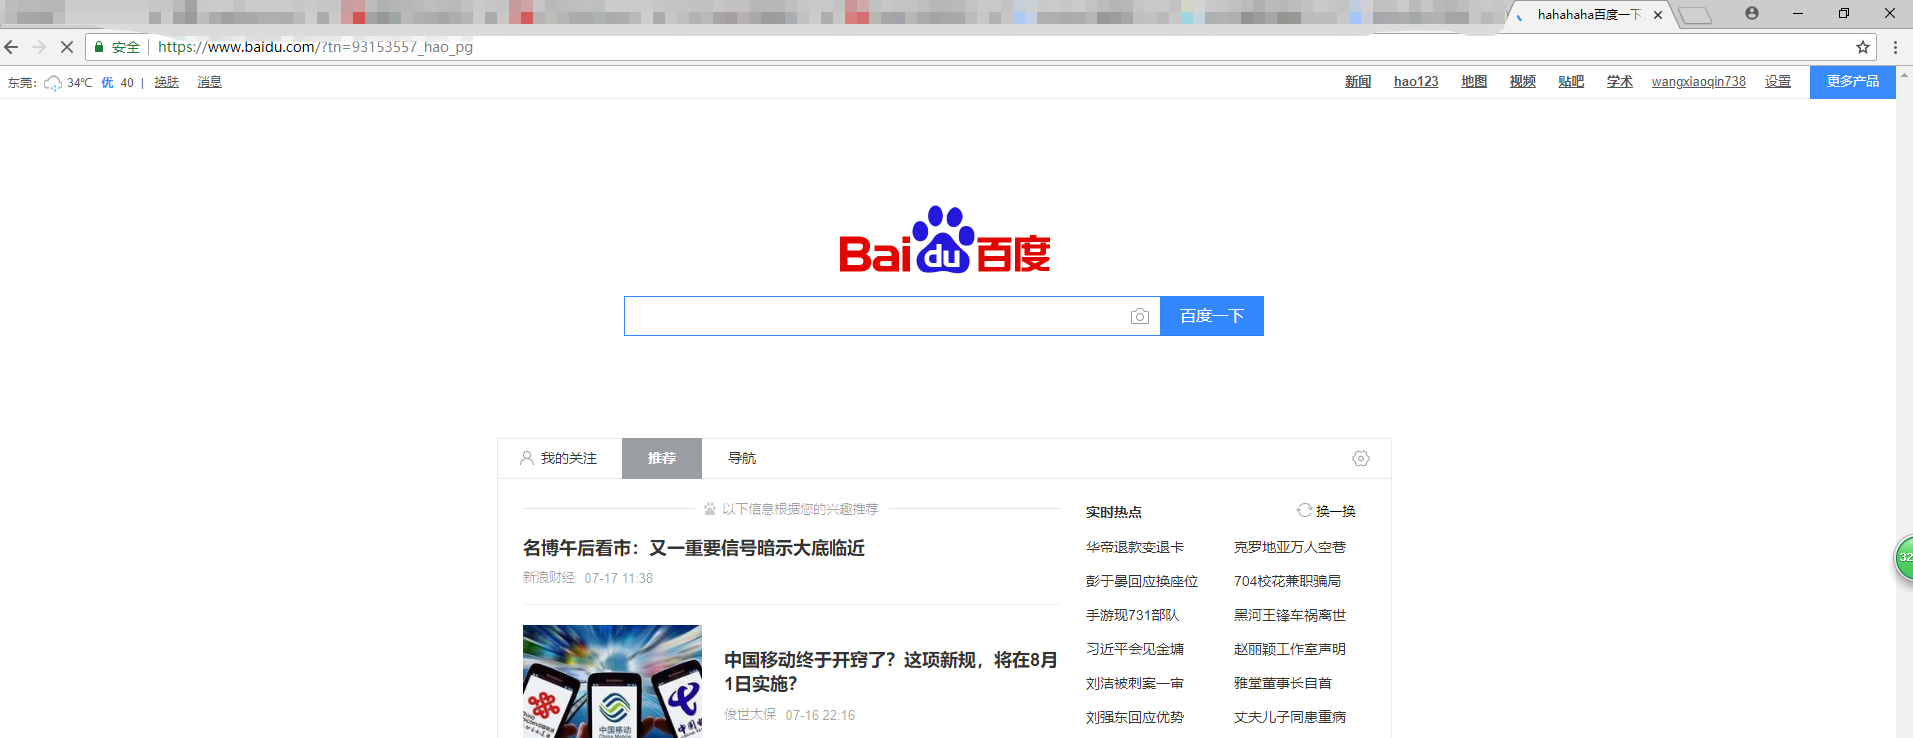 hahahaha百度一下
安全 | https://www.baidu.com/?tn=93153557_hao_pg
东莞: 34℃ 优 40 | 换肤 消息 新闻 hao123 地图 视频 贴吧 学术 wangxiaoqin738 设置 更多产品
Baidu百度
百度一下
我的关注 推荐 导航
以下信息根据您的兴趣推荐
名博午后看市：又一重要信号暗示大底临近
新浪财经 07-17 11:38
中国移动终于开窍了？这项新规，将在8月
1日实施？
俊世太保 07-16 22:16
中国移动
China Mobile
实时热点 换一换
华帝退款变退卡 克罗地亚万人空巷
彭于晏回应换座位 704校花兼职骗局
手游现731部队 黑河王锋车祸离世
习近平会见金墉 赵丽颖工作室声明
刘洁被刺案一审 雅堂董事长自首
刘强东回应优势 丈夫儿子同患重病
32